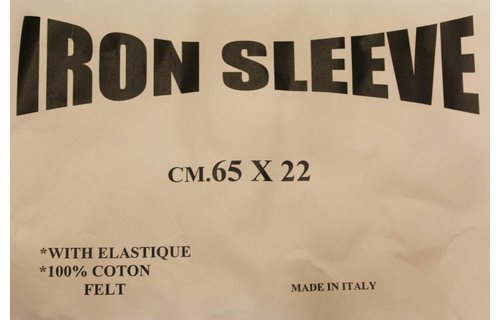 IRON SLEEVE
CM.65 X 22
*WITH ELASTIQUE
*100% COTON
FELT
MADE IN ITALY